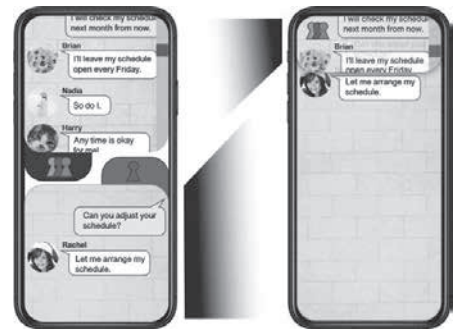 I will check my schedule
next month from now.
Brian
I'll leave my schedule
open every Friday.
Nadia
So do I.
Harry
Any time is okay
for me!
Can you adjust your
schedule?
Rachel
Let me arrange my
schedule.
I will check my schedule
next month from now.
Brian
I'll leave my schedule
open every Friday
Let me arrange my
schedule.